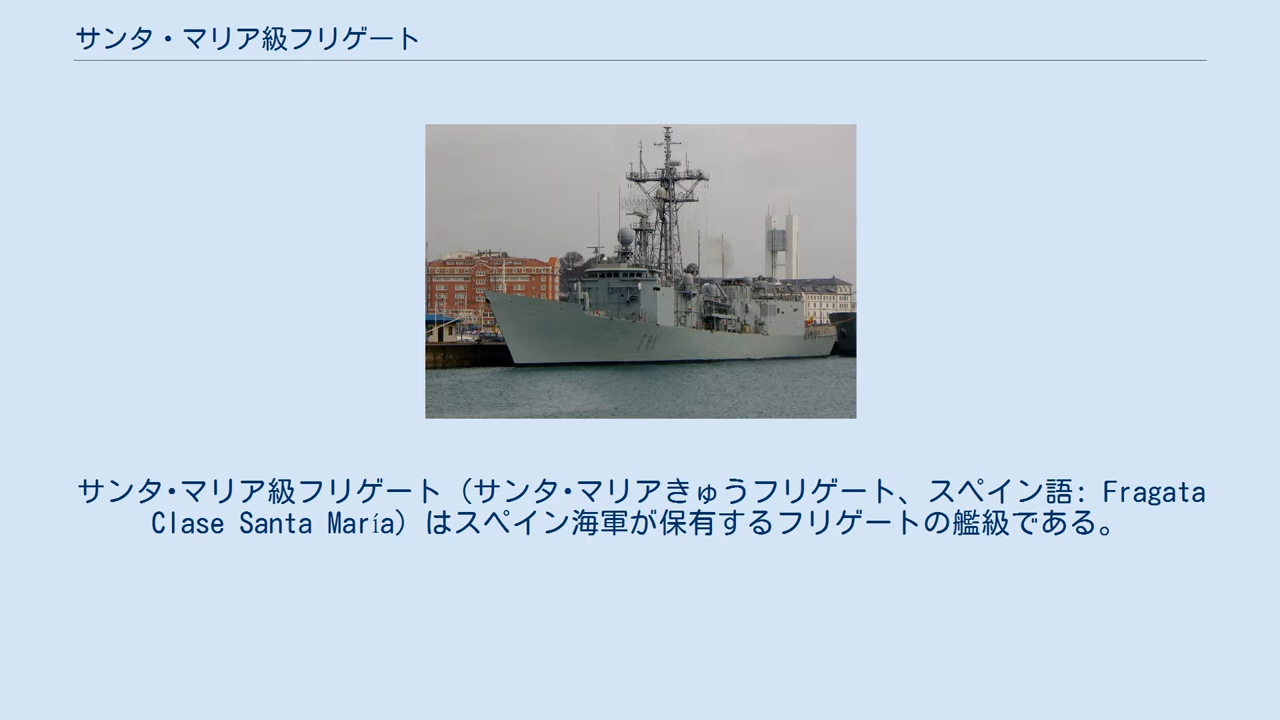 サンタ・マリア級フリゲート
F81
サンタ･マリア級フリゲート（サンタ･マリアきゅうフリゲート、スペイン語: Fragata
Clase Santa María）はスペイン海軍が保有するフリゲートの艦級である。